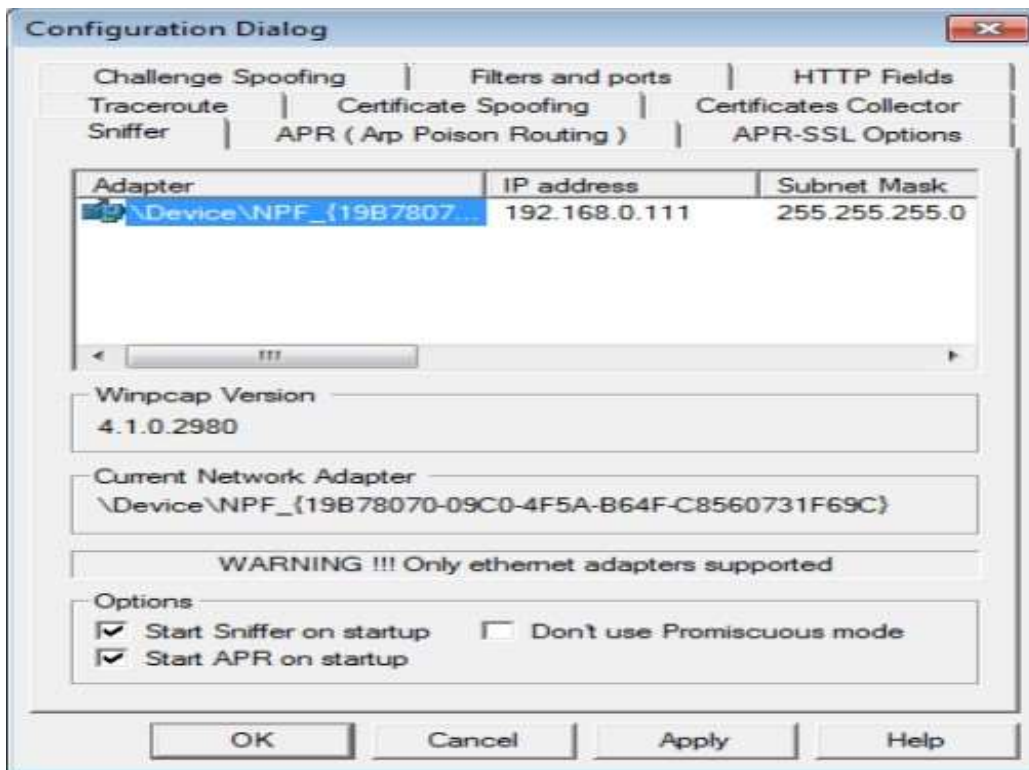 Configuration Dialog
Challenge Spoofing Filters and ports HTTP Fields
Traceroute Certificate Spoofing Certificates Collector
Sniffer APR ( Arp Poison Routing ) APR-SSL Options
Adapter IP address Subnet Mask
\Device\NPF_{19B7807... 192.168.0.111 255.255.255.0
Winpcap Version
4.1.0.2980
Current Network Adapter
\Device\NPF_{19B78070-09C0-4F5A-B64F-C8560731F69C}
WARNING !!! Only ethernet adapters supported
Options
Start Sniffer on startup Don't use Promiscuous mode
Start APR on startup
OK Cancel Apply Help